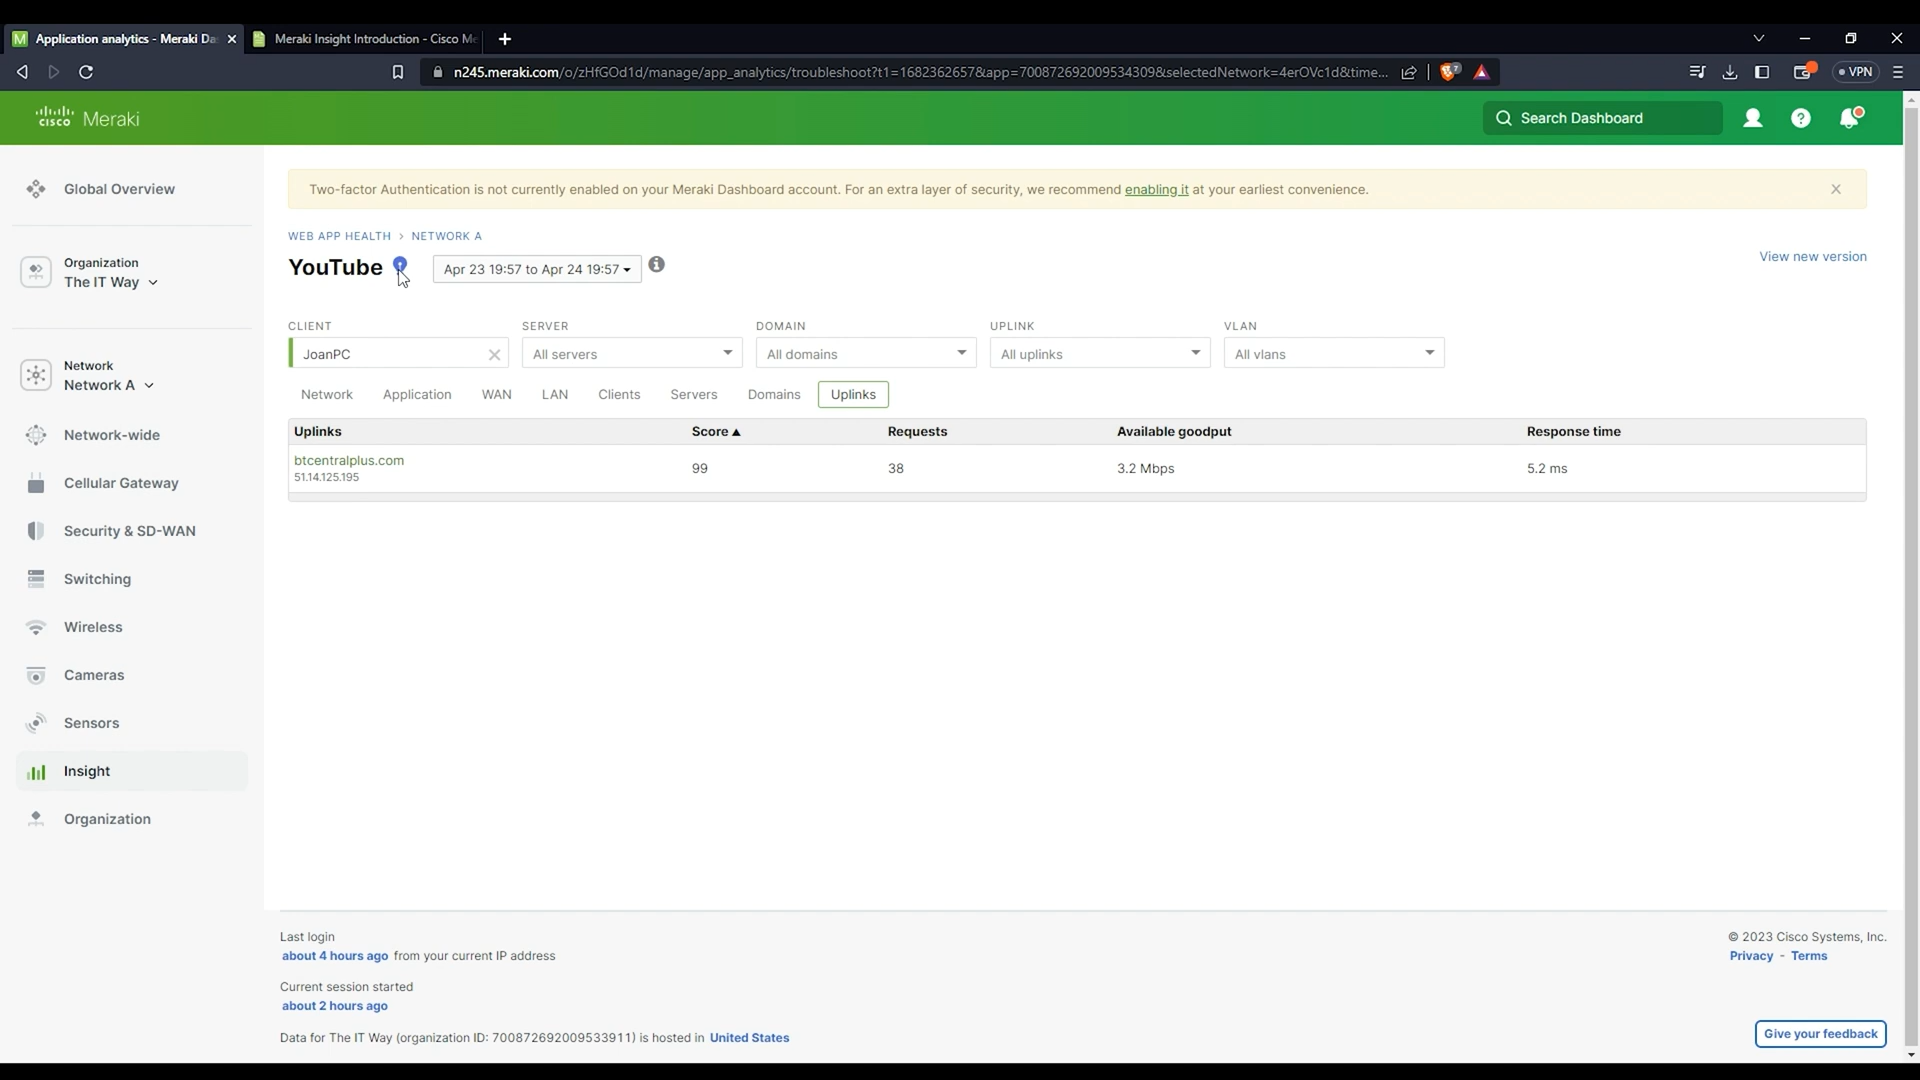 Application analytics - Meraki Da
Meraki Insight Introduction - Cisco Me
n245.meraki.com/o/zHfGOd1d/manage/app_analytics/troubleshoot?t1=1682362657&app=700872692009534309&selectedNetwork=4erOVc1d&time...
7
VPN
CISCO Meraki
Search Dashboard
Global Overview
Organization
The IT Way
Network
Network A
Network-wide
Cellular Gateway
Security & SD-WAN
Switching
Wireless
Cameras
Sensors
Insight
Organization
Two-factor Authentication is not currently enabled on your Meraki Dashboard account. For an extra layer of security, we recommend enabling it at your earliest convenience.
WEB APP HEALTH > NETWORK A
View new version
YouTube
Apr 23 19:57 to Apr 24 19:57
CLIENT SERVER DOMAIN UPLINK VLAN
JoanPC All servers All domains All uplinks All vlans
Network Application WAN LAN Clients Servers Domains Uplinks
Uplinks Score Requests Available goodput Response time
btcentralplus.com 99 38 3.2 Mbps 5.2 ms
51.14.125.195
Last login
about 4 hours ago from your current IP address
Current session started
about 2 hours ago
Data for The IT Way (organization ID: 700872692009533911) is hosted in United States
© 2023 Cisco Systems, Inc.
Privacy - Terms
Give your feedback